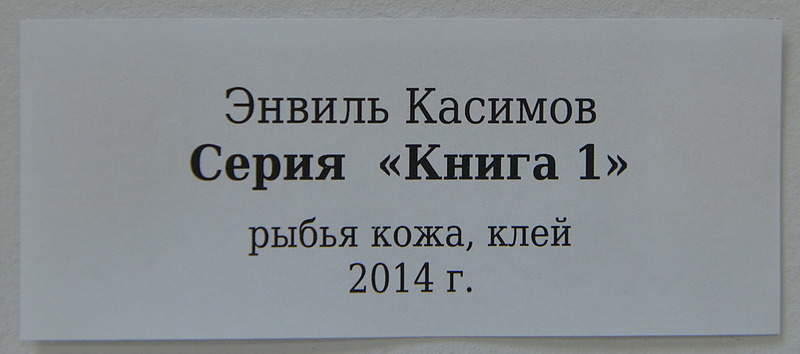 Энвиль Касимов
Серия «Книга 1»
рыбья кожа, клей
2014 г.